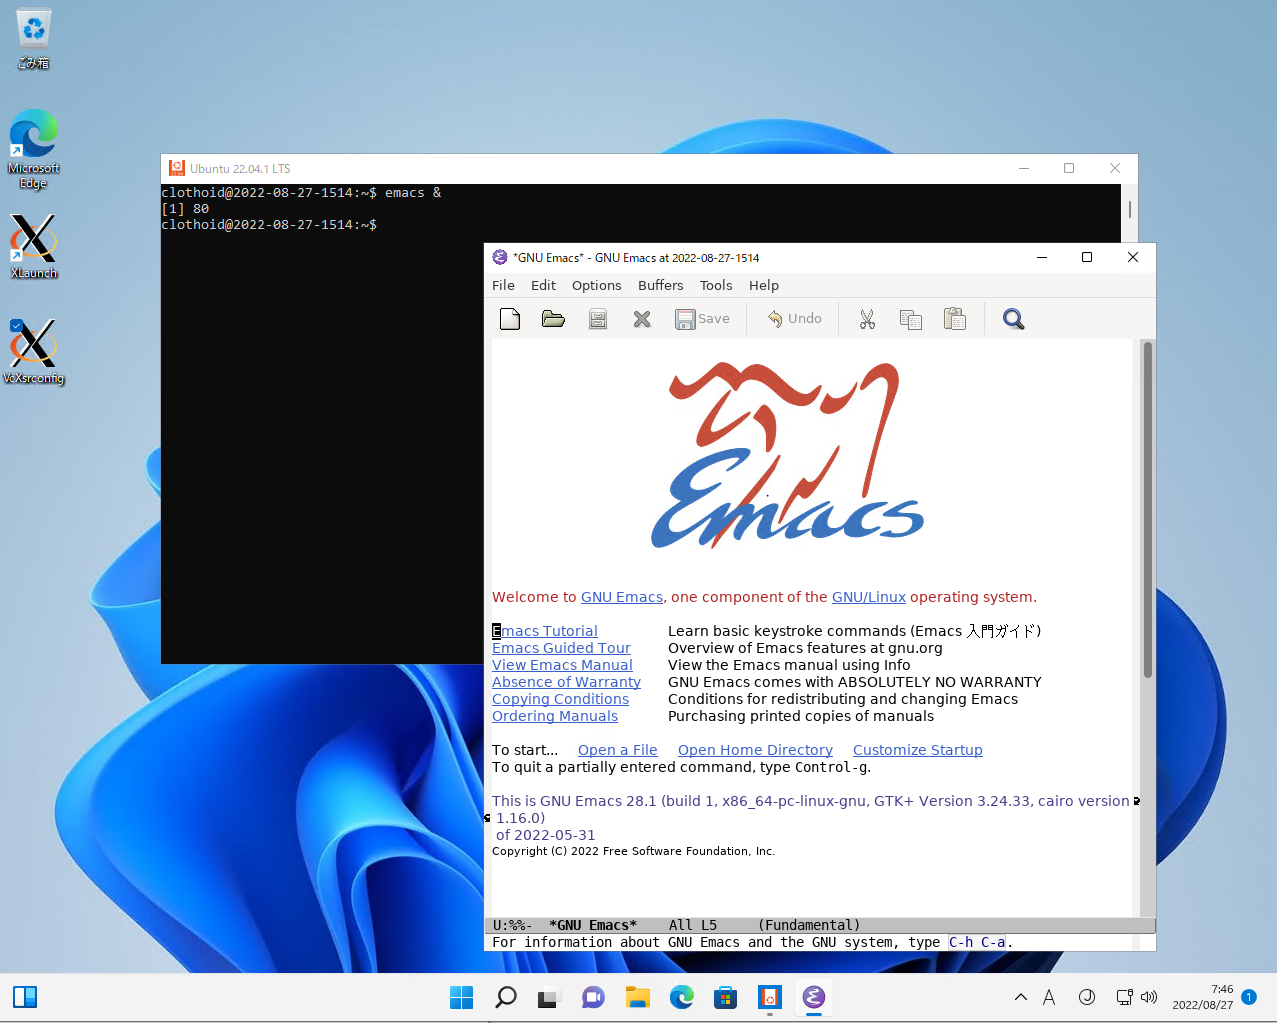 ごみ箱
Microsoft
Edge
XLaunch
VcXsrconfig
Ubuntu 22.04.1 LTS
clothoid@2022-08-27-1514:~$ emacs &
[1] 80
clothoid@2022-08-27-1514:~$
*GNU Emacs* - GNU Emacs at 2022-08-27-1514
File Edit Options Buffers Tools Help
Save Undo
Emacs
Welcome to GNU Emacs, one component of the GNU/Linux operating system.
Emacs Tutorial Learn basic keystroke commands (Emacs 入門ガイド)
Emacs Guided Tour Overview of Emacs features at gnu.org
View Emacs Manual View the Emacs manual using Info
Absence of Warranty GNU Emacs comes with ABSOLUTELY NO WARRANTY
Copying Conditions Conditions for redistributing and changing Emacs
Ordering Manuals Purchasing printed copies of manuals
To start... Open a File Open Home Directory Customize Startup
To quit a partially entered command, type Control-g.
This is GNU Emacs 28.1 (build 1, x86_64-pc-linux-gnu, GTK+ Version 3.24.33, cairo version
1.16.0)
of 2022-05-31
Copyright (C) 2022 Free Software Foundation, Inc.
U:%%- *GNU Emacs* All L5 (Fundamental)
For information about GNU Emacs and the GNU system, type C-h C-a.
A J 7:46
2022/08/27 1